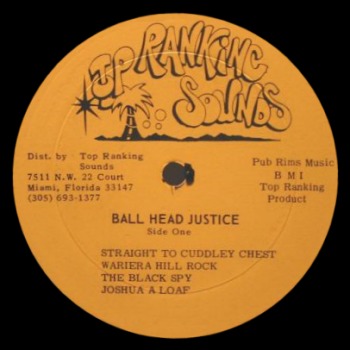 TOP RANKING
SOUNDS
Dist. by - Top Ranking
Sounds
7511 N.W. 22 Court
Miami, Florida 33147
(305) 693-1377
Pub Rims Music
B M I
Top Ranking
Product
BALL HEAD JUSTICE
Side One
STRAIGHT TO CUDDLEY CHEST
WARIERA HILL ROCK
THE BLACK SPY
JOSHUA A LOAF